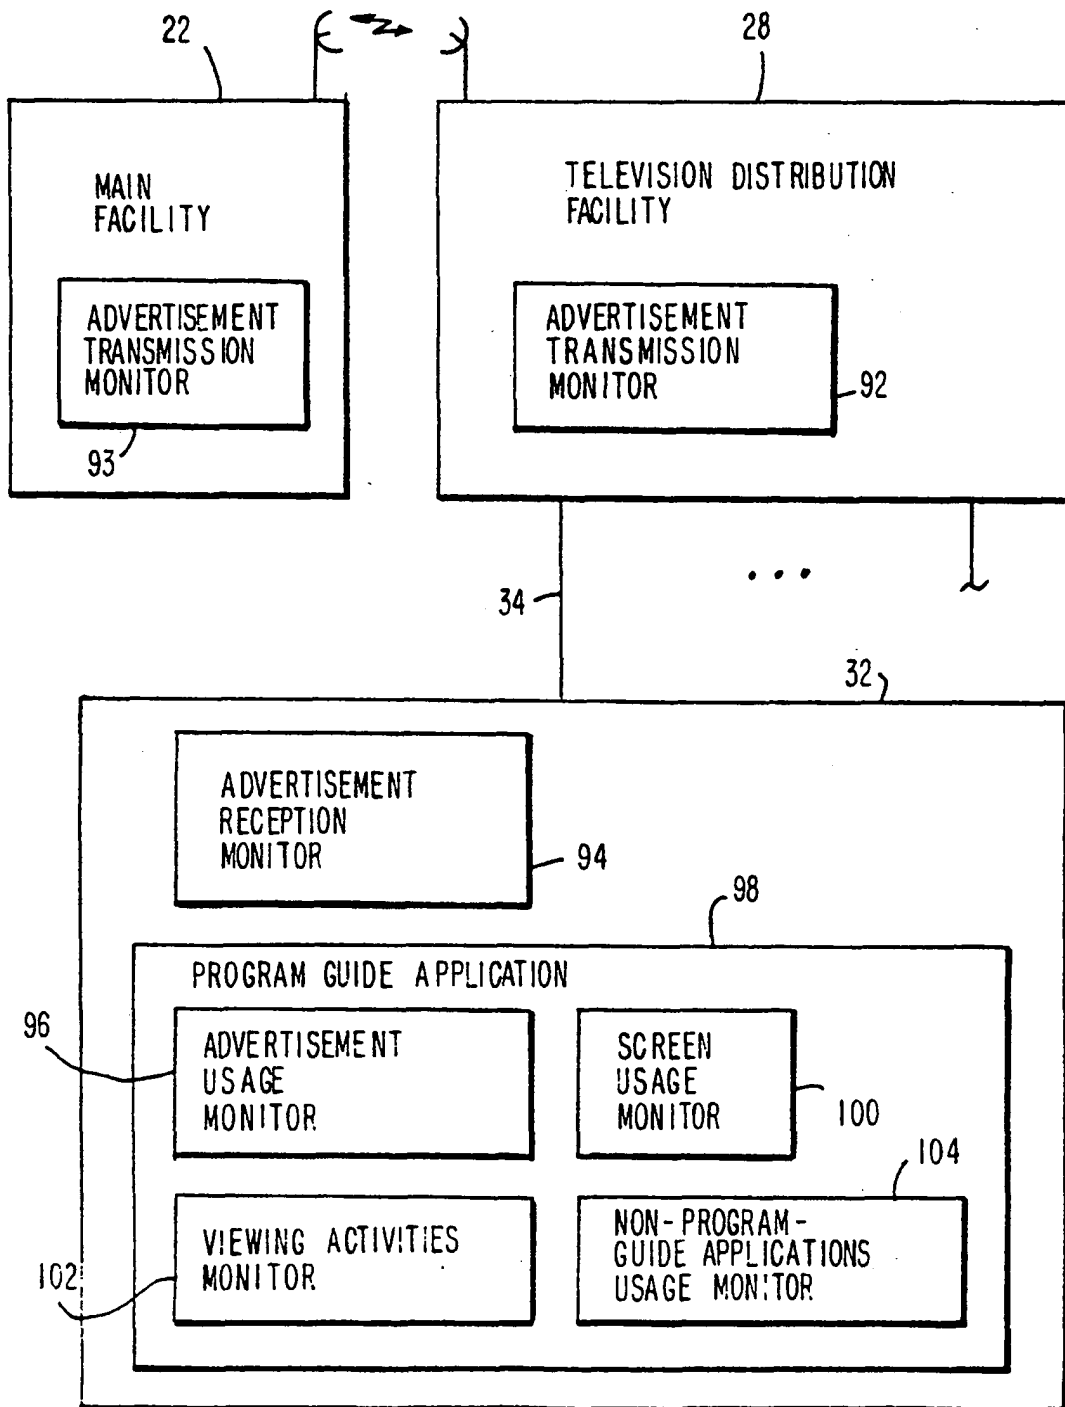 22
28
MAIN
FACILITY
TELEVISION DISTRIBUTION
FACILITY
ADVERTISEMENT
TRANSMISSION
MONITOR
93
ADVERTISEMENT
TRANSMISSION
MONITOR
92
34
...
32
ADVERTISEMENT
RECEPTION
MONITOR
94
98
PROGRAM GUIDE APPLICATION
96
ADVERTISEMENT
USAGE
MONITOR
SCREEN
USAGE
MONITOR
100
104
VIEWING ACTIVITIES
MONITOR
102
NON-PROGRAM-
GUIDE APPLICATIONS
USAGE MONITOR